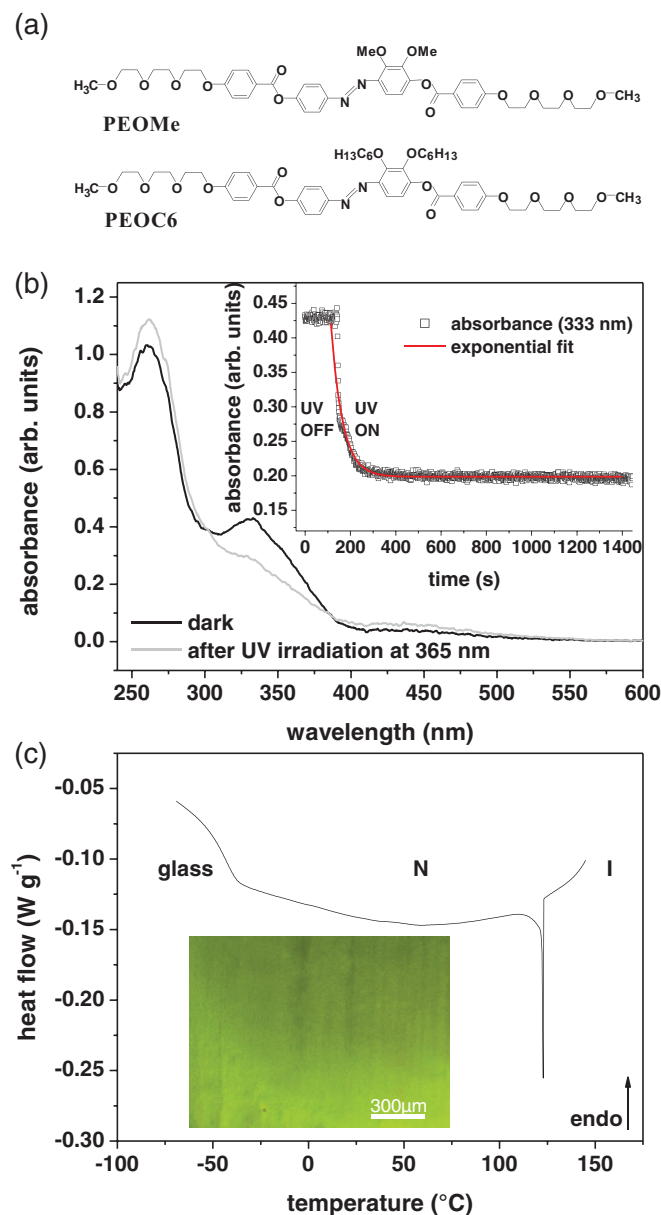 (a)
MeO OMe
H₃C O O O O O O N N O O O O O O CH₃
PEOMe
H13C6O OC6H13
H₃C O O O O O O N N O O O O O O CH₃
PEOC6
(b)
absorbance (arb. units)
1.2
1.0
0.8
0.6
0.4
0.2
0.0
250 300 350 400 450 500 550 600
wavelength (nm)
dark
after UV irradiation at 365 nm
absorbance (arb. units)
0.45
0.40
0.35
0.30
0.25
0.20
0.15
0 200 400 600 800 1000 1200 1400
time (s)
absorbance (333 nm)
exponential fit
UV OFF
UV ON
(c)
heat flow (W g⁻¹)
-0.05
-0.10
-0.15
-0.20
-0.25
-0.30
glass N I
300µm
endo
-100 -50 0 50 100 150
temperature (°C)